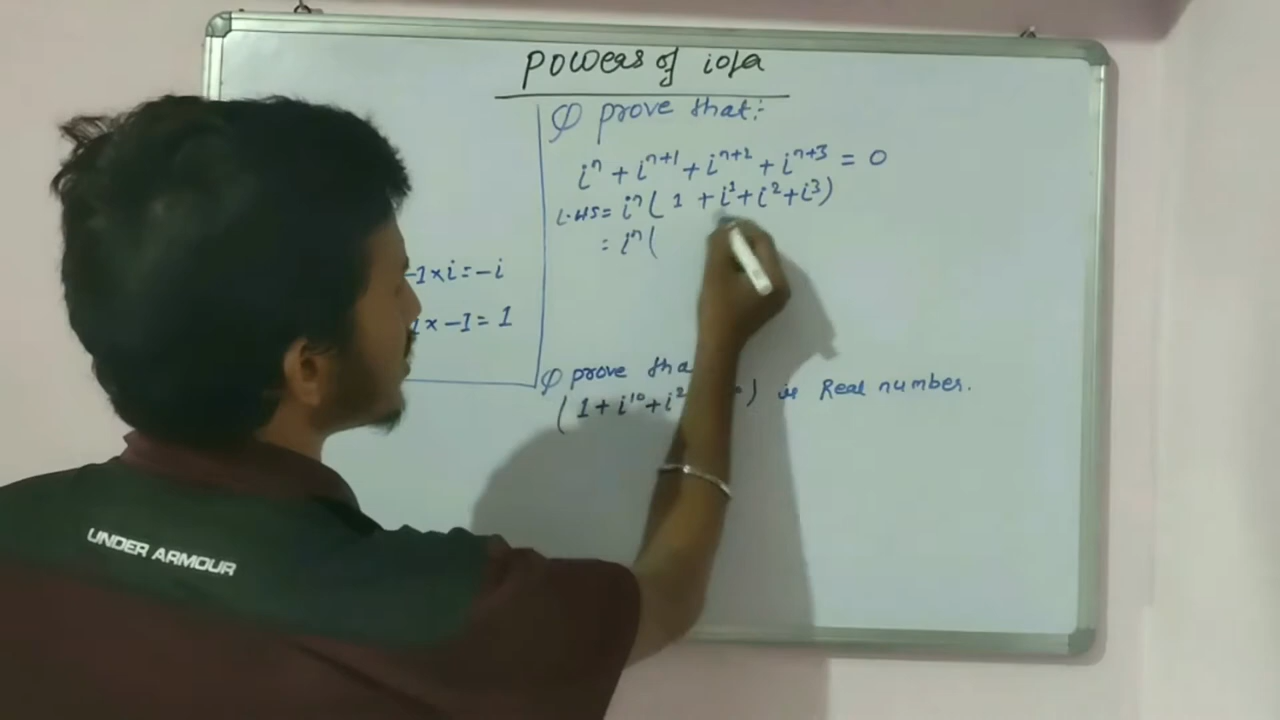 Powers of iota
Q prove that:
iⁿ + iⁿ⁺¹ + iⁿ⁺² + iⁿ⁺³ = 0
L.HS = iⁿ ( 1 + i¹ + i² + i³ )
= iⁿ (
-1 × i = -i
1 × -1 = 1
Q prove
( 1 + i¹⁰ + i² ) is Real number.
UNDER ARMOUR